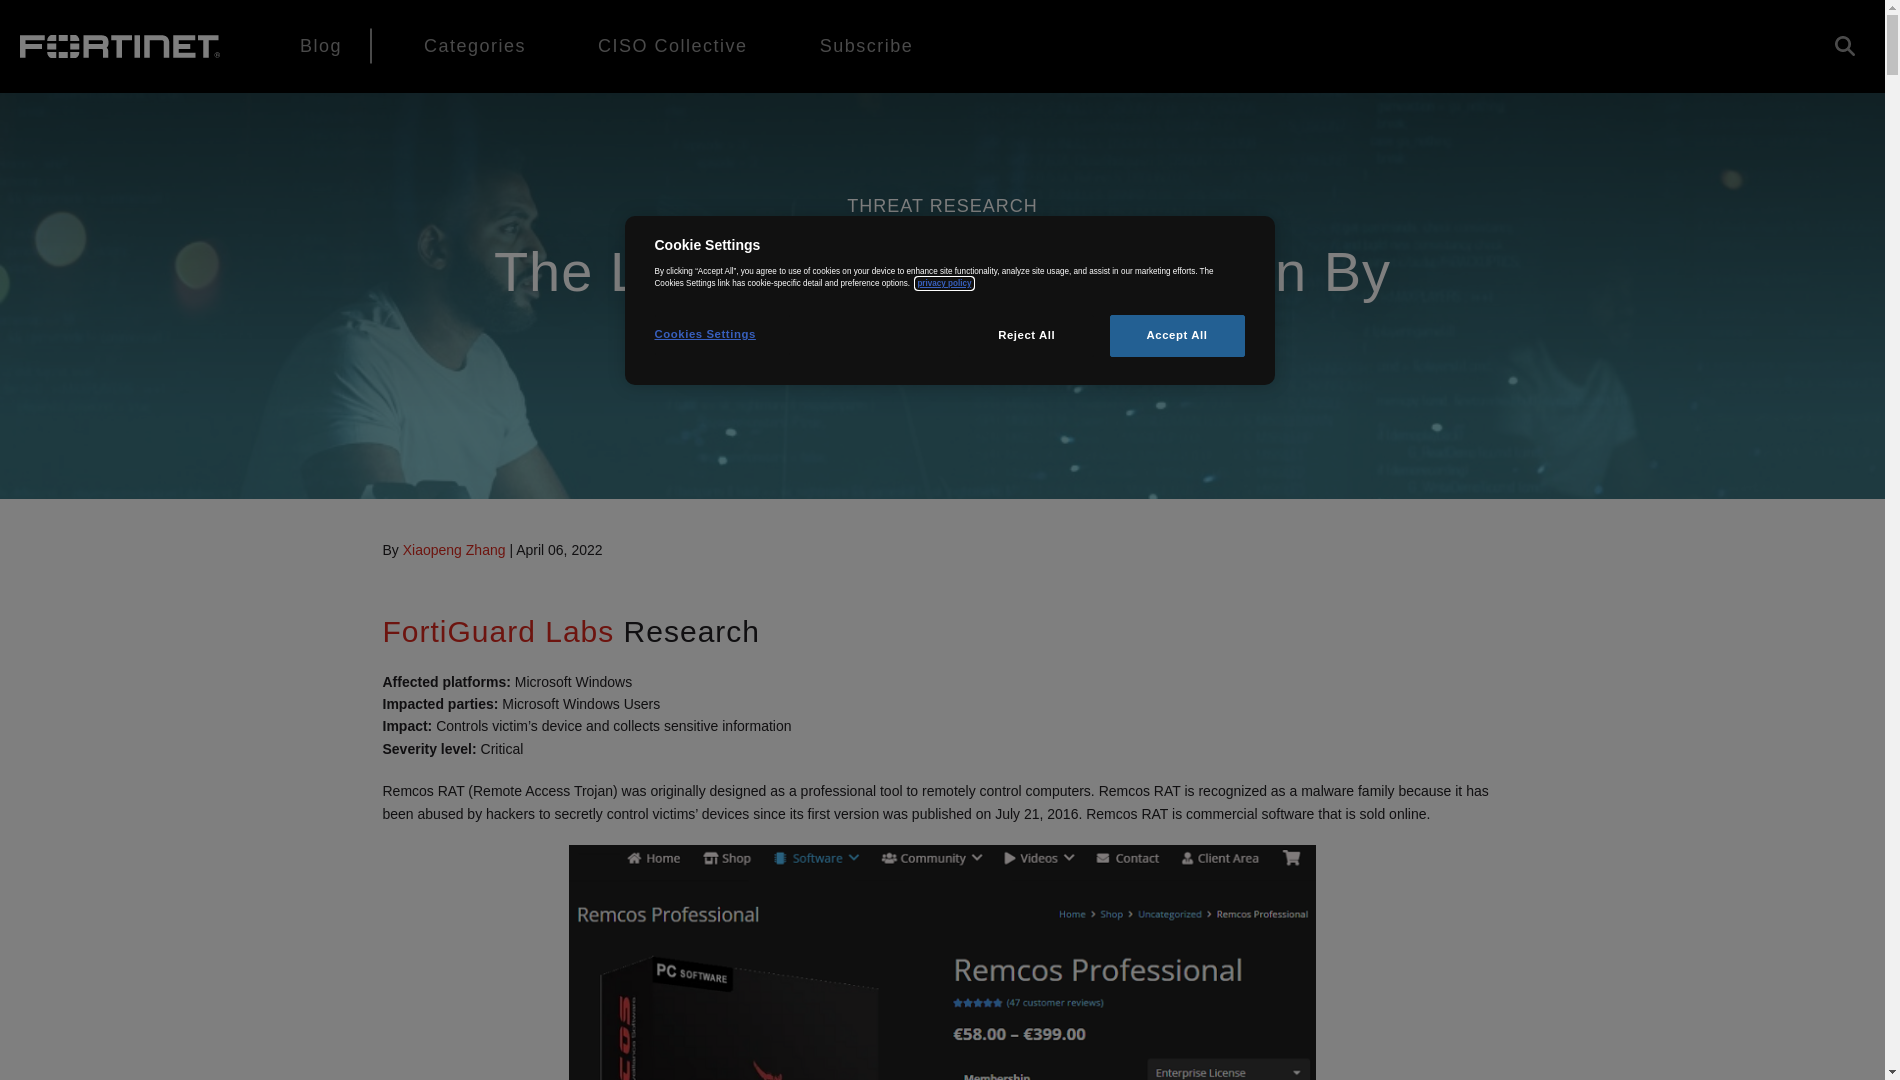 FORTINET
Blog
Categories
CISO Collective
Subscribe
THREAT RESEARCH
The L
n By
Cookie Settings
By clicking “Accept All”, you agree to use of cookies on your device to enhance site functionality, analyze site usage, and assist in our marketing efforts. The
Cookies Settings link has cookie-specific detail and preference options. privacy policy
Cookies Settings
Reject All
Accept All
By Xiaopeng Zhang | April 06, 2022
FortiGuard Labs Research
Affected platforms: Microsoft Windows
Impacted parties: Microsoft Windows Users
Impact: Controls victim’s device and collects sensitive information
Severity level: Critical
Remcos RAT (Remote Access Trojan) was originally designed as a professional tool to remotely control computers. Remcos RAT is recognized as a malware family because it has
been abused by hackers to secretly control victims’ devices since its first version was published on July 21, 2016. Remcos RAT is commercial software that is sold online.
Home Shop Software Community Videos Contact Client Area
Remcos Professional
Home > Shop > Uncategorized > Remcos Professional
PC SOFTWARE
Remcos Professional
(47 customer reviews)
€58.00 – €399.00
Membership
Enterprise License